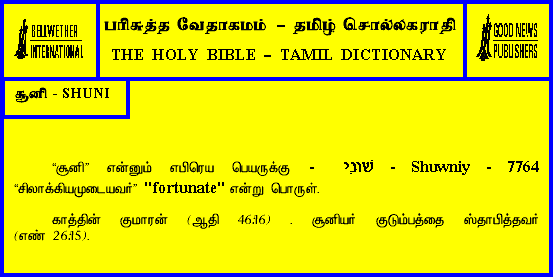 BELLWETHER
INTERNATIONAL
பரிசுத்த வேதாகமம் – தமிழ் சொல்லகராதி
THE HOLY BIBLE – TAMIL DICTIONARY
GOOD NEWS
PUBLISHERS
சூனி - SHUNI
“சூனி” என்னும் எபிரெய பெயருக்கு - שׁוּנִי - Shuwniy - 7764
“சிலாக்கியமுடையவர்” "fortunate" என்று பொருள்.
காத்தின் குமாரன் (ஆதி 46:16) . சூனியர் குடும்பத்தை ஸ்தாபித்தவர்
(எண் 26:15).